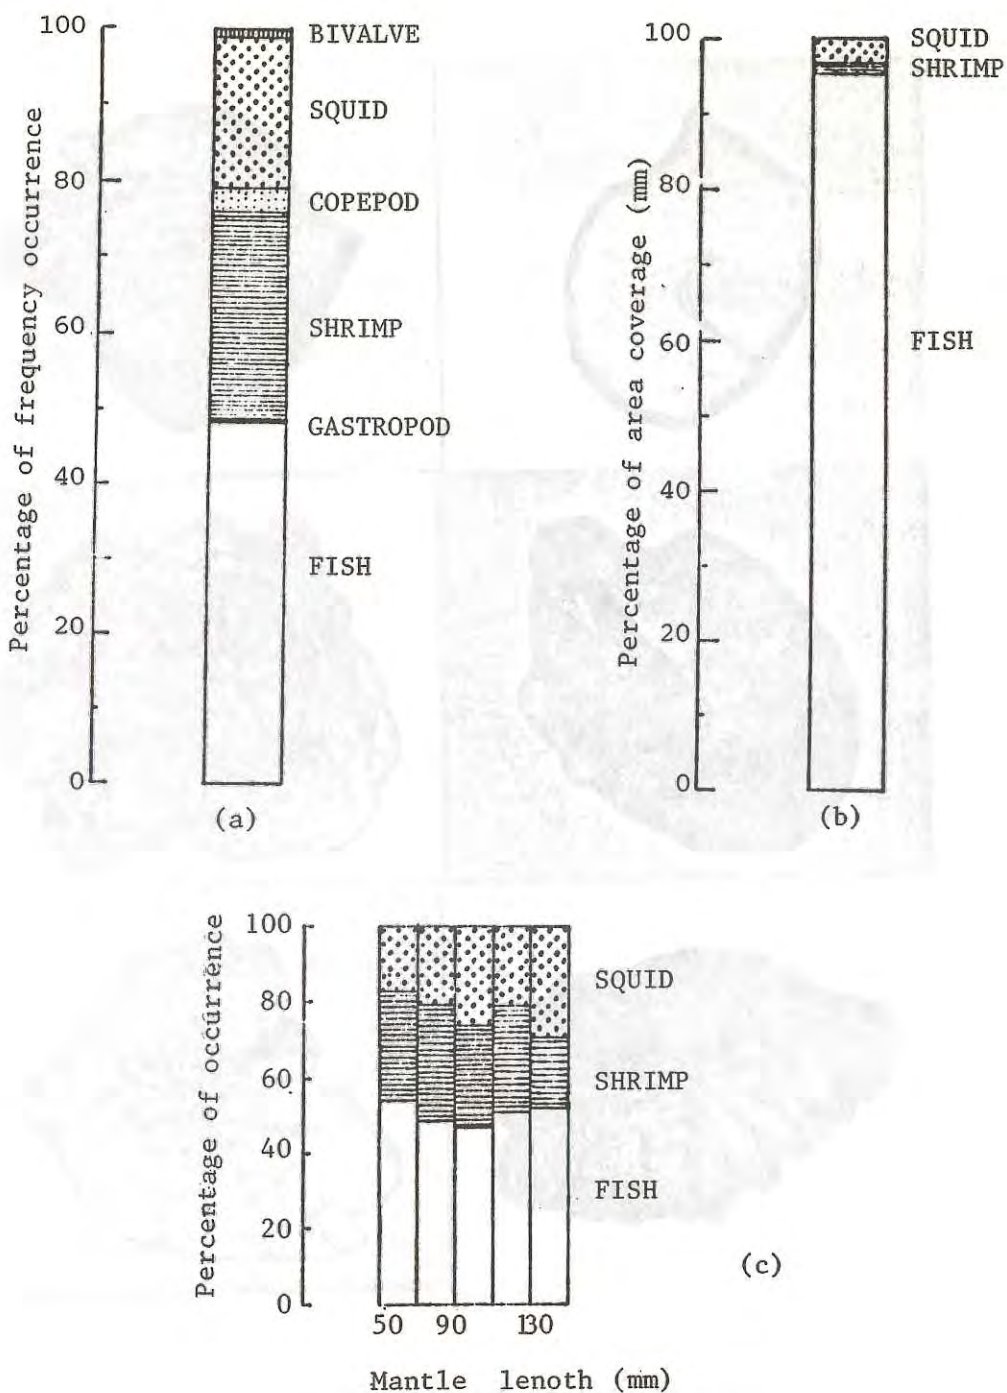 Percentage of frequency occurrence
100
80
60
40
20
0
BIVALVE
SQUID
COPEPOD
SHRIMP
GASTROPOD
FISH
(a)
Percentage of area coverage (mm)
100
80
60
40
20
0
SQUID
SHRIMP
FISH
(b)
Percentage of occurrence
100
80
60
40
20
0
SQUID
SHRIMP
FISH
(c)
50 90 130
Mantle lenoth (mm)